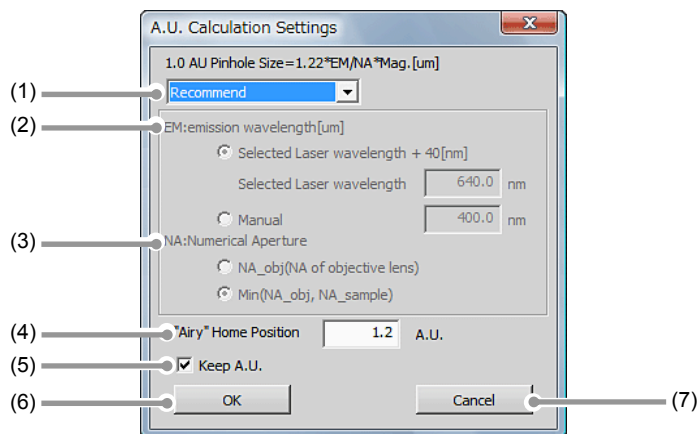 A.U. Calculation Settings
1.0 AU Pinhole Size=1.22*EM/NA*Mag.[um]
(1)
Recommend
(2)
EM:emission wavelength[um]
Selected Laser wavelength + 40[nm]
Selected Laser wavelength 640.0 nm
Manual 400.0 nm
(3)
NA:Numerical Aperture
NA_obj(NA of objective lens)
Min(NA_obj, NA_sample)
(4) "Airy" Home Position 1.2 A.U.
(5) Keep A.U.
(6) OK Cancel (7)